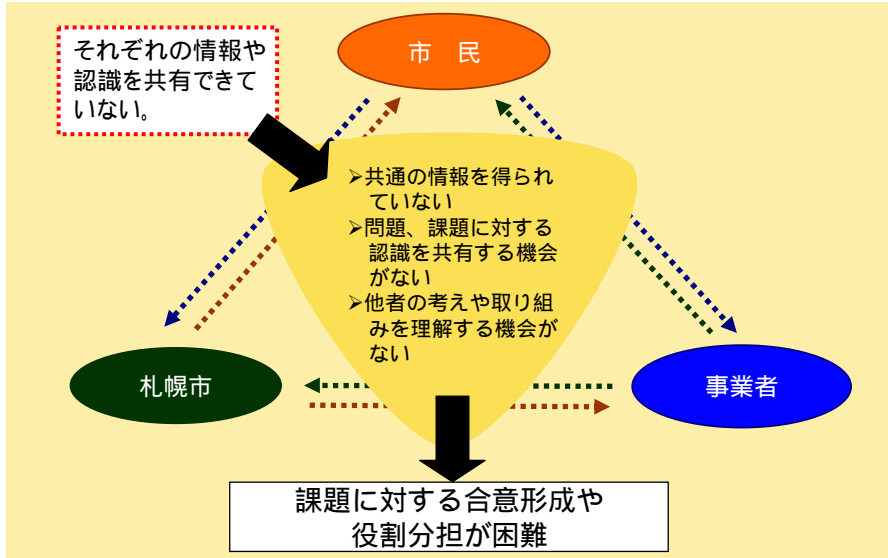 それぞれの情報や
認識を共有できて
いない。
市　民
➢共通の情報を得られ
ていない
➢問題、課題に対する
認識を共有する機会
がない
➢他者の考えや取り組
みを理解する機会が
ない
札幌市
事業者
課題に対する合意形成や
役割分担が困難